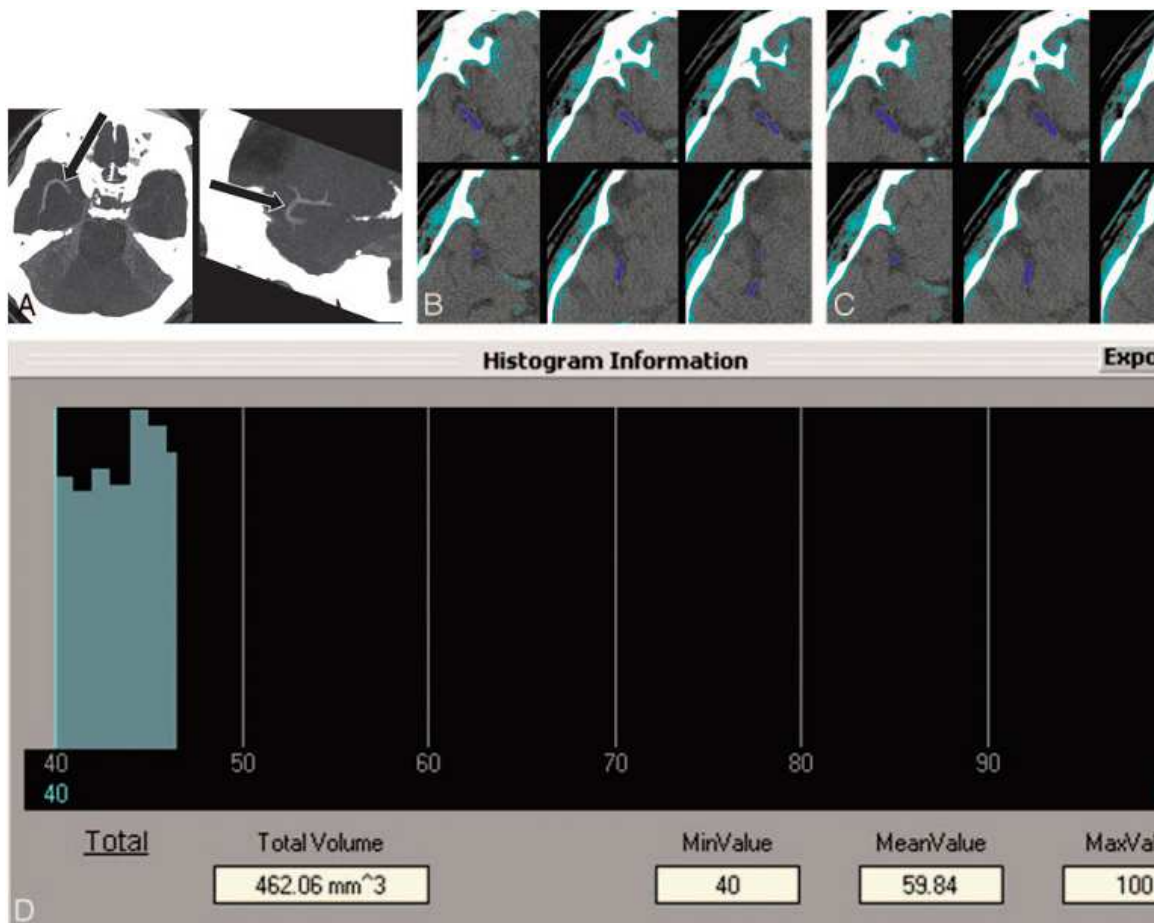 A
B
C
Histogram Information
Expo
40 50 60 70 80 90
40
Total
Total Volume
MinValue
MeanValue
MaxVal
462.06 mm^3
40
59.84
100
D